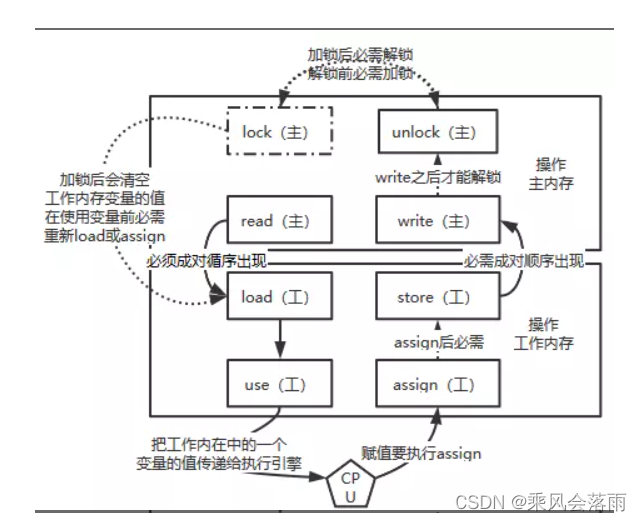 加锁后必需解锁
解锁前必需加锁
lock（主）
unlock（主）
操作
主内存
加锁后会清空
工作内存变量的值
在使用变量前必需
重新load或assign
write之后才能解锁
read（主）
write（主）
必须成对循序出现
必需成对顺序出现
load（工）
store（工）
操作
工作内存
assign后必需
use（工）
assign（工）
把工作内在中的一个
变量的值传递给执行引擎
赋值要执行assign
CP
U
CSDN @乘风会落雨